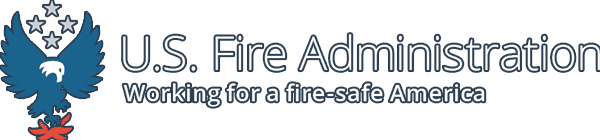 U.S. Fire Administration
Working for a fire-safe America